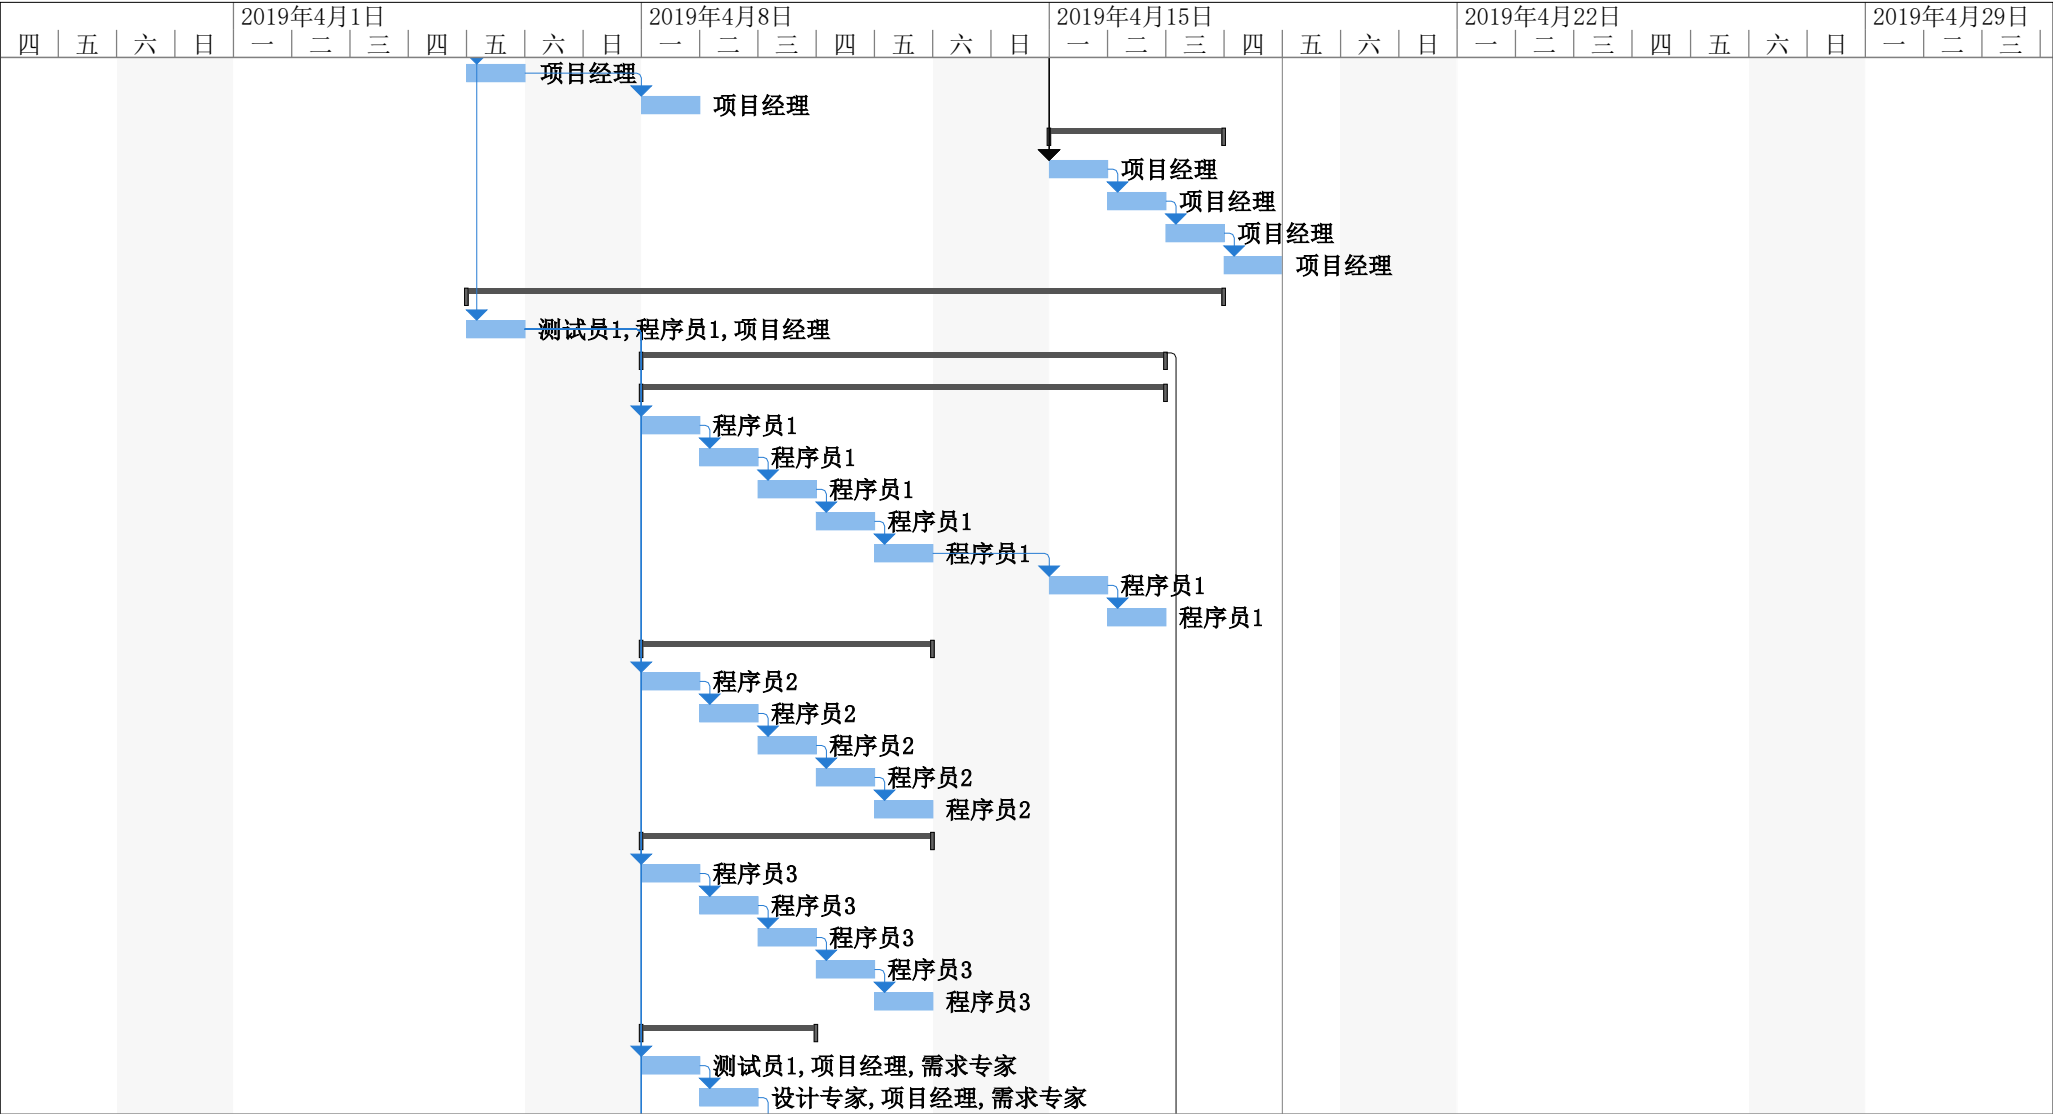 2019年4月1日 2019年4月8日 2019年4月15日 2019年4月22日 2019年4月29日
四 五 六 日 一 二 三 四 五 六 日 一 二 三 四 五 六 日 一 二 三 四 五 六 日 一 二 三 四 五 六 日 一 二 三
项目经理
项目经理
项目经理
项目经理
项目经理
项目经理
测试员1,程序员1,项目经理
程序员1
程序员1
程序员1
程序员1
程序员1
程序员1
程序员1
程序员2
程序员2
程序员2
程序员2
程序员2
程序员3
程序员3
程序员3
程序员3
程序员3
测试员1,项目经理,需求专家
设计专家,项目经理,需求专家